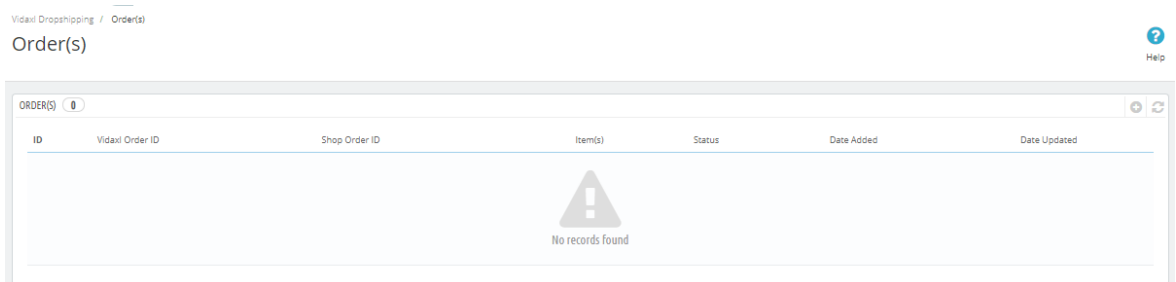 Vidaxl Dropshipping / Order(s)
Order(s)
Help
ORDER(S) 0
ID Vidaxl Order ID Shop Order ID Item(s) Status Date Added Date Updated
No records found